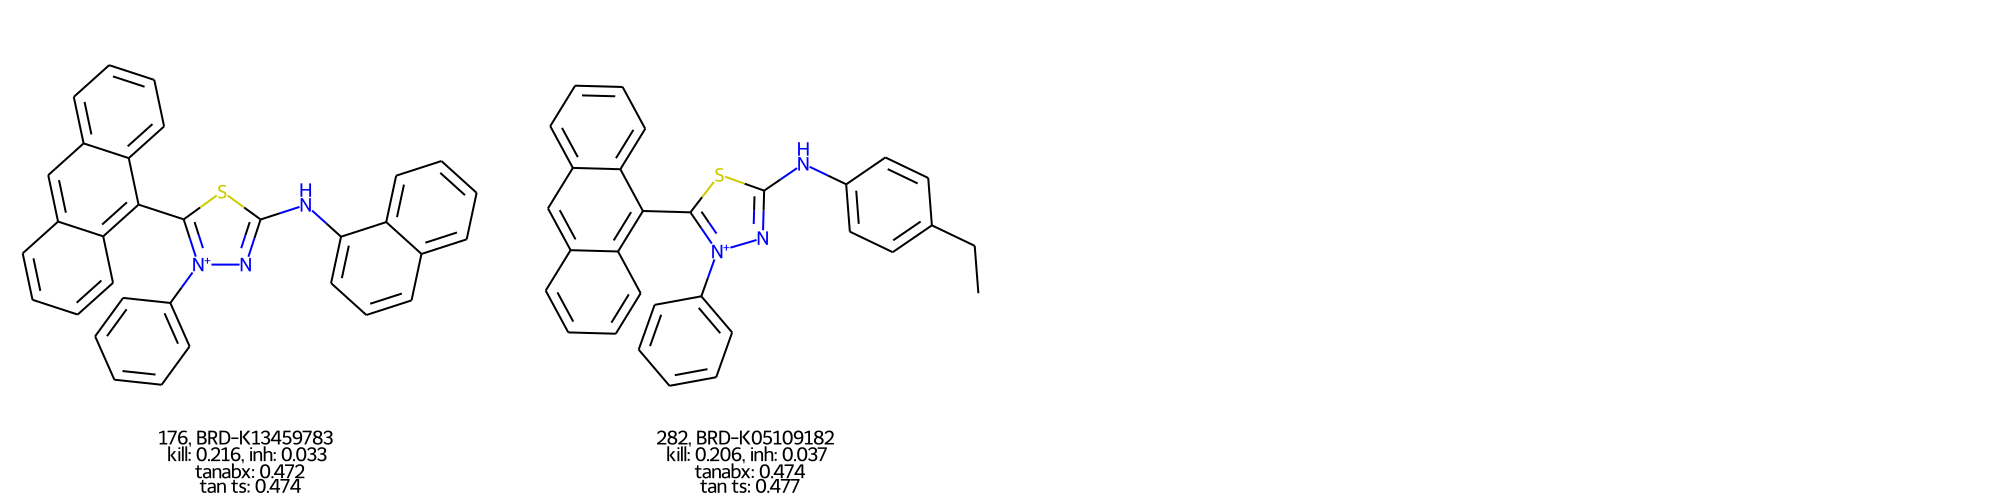 S
H
N
N+
N
176, BRD-K13459783
kill: 0.216, inh: 0.033
tanabx: 0.472
tan ts: 0.474
S
H
N
N+
N
282, BRD-K05109182
kill: 0.206, inh: 0.037
tanabx: 0.474
tan ts: 0.477